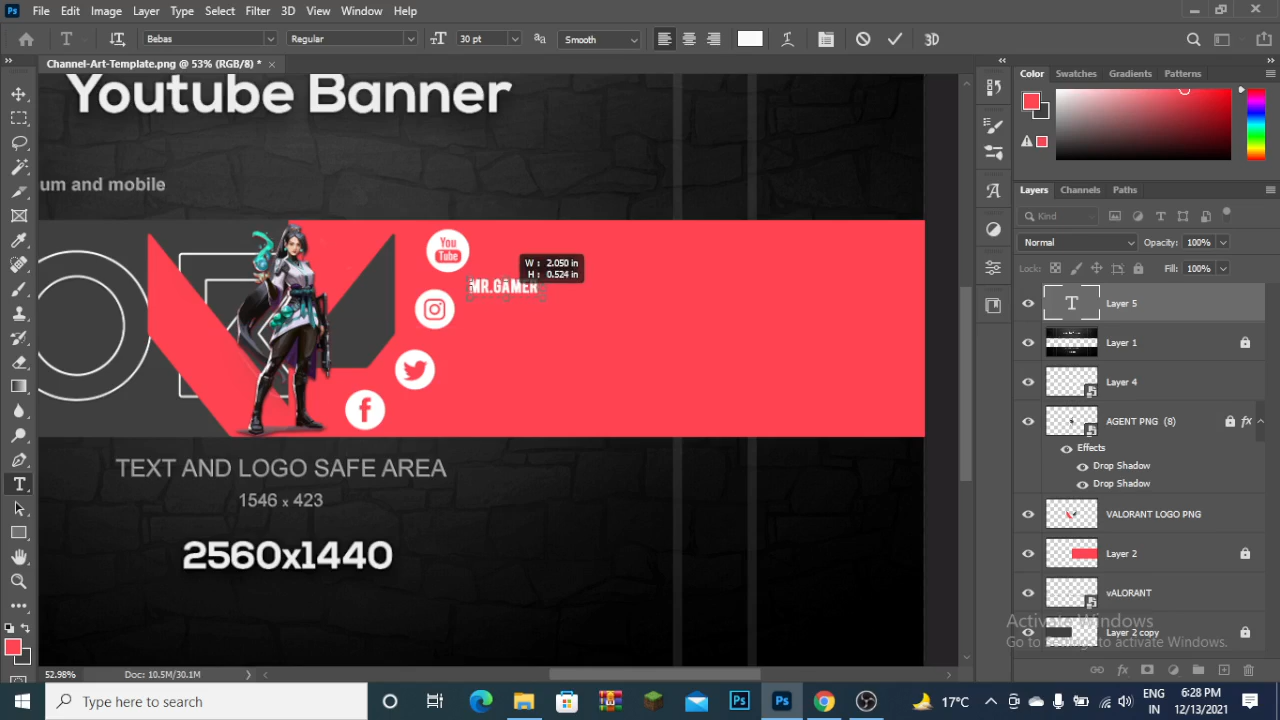 Ps File Edit Image Layer Type Select Filter 3D View Window Help
T Bebas Regular 30 pt Smooth 3D
Channel-Art-Template.png @ 53% (RGB/8) * ×
Youtube Banner
um and mobile
You
Tube
MR.GAMER
W : 2.050 in
H : 0.524 in
TEXT AND LOGO SAFE AREA
1546 x 423
2560x1440
Color Swatches Gradients Patterns
Layers Channels Paths
Kind
Normal Opacity: 100%
Lock: Fill: 100%
T Layer 5
Layer 1
Layer 4
AGENT PNG (8) fx
Effects
Drop Shadow
Drop Shadow
VALORANT LOGO PNG
Layer 2
vALORANT
Layer 2 copy
Activate Windows
Go to Settings to activate Windows.
52.98% Doc: 10.5M/30.1M
Type here to search
Ps Ps
17°C
ENG
IN
6:28 PM
12/13/2021